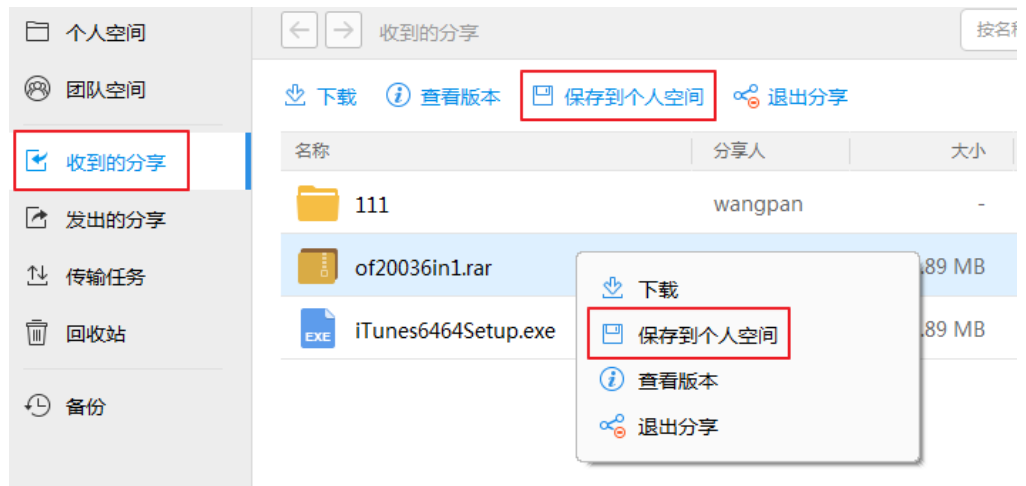 个人空间
团队空间
收到的分享
发出的分享
传输任务
回收站
备份
收到的分享
下载 查看版本 保存到个人空间 退出分享
名称 分享人 大小
111 wangpan -
of20036in1.rar .89 MB
EXE iTunes6464Setup.exe .89 MB
下载
保存到个人空间
查看版本
退出分享